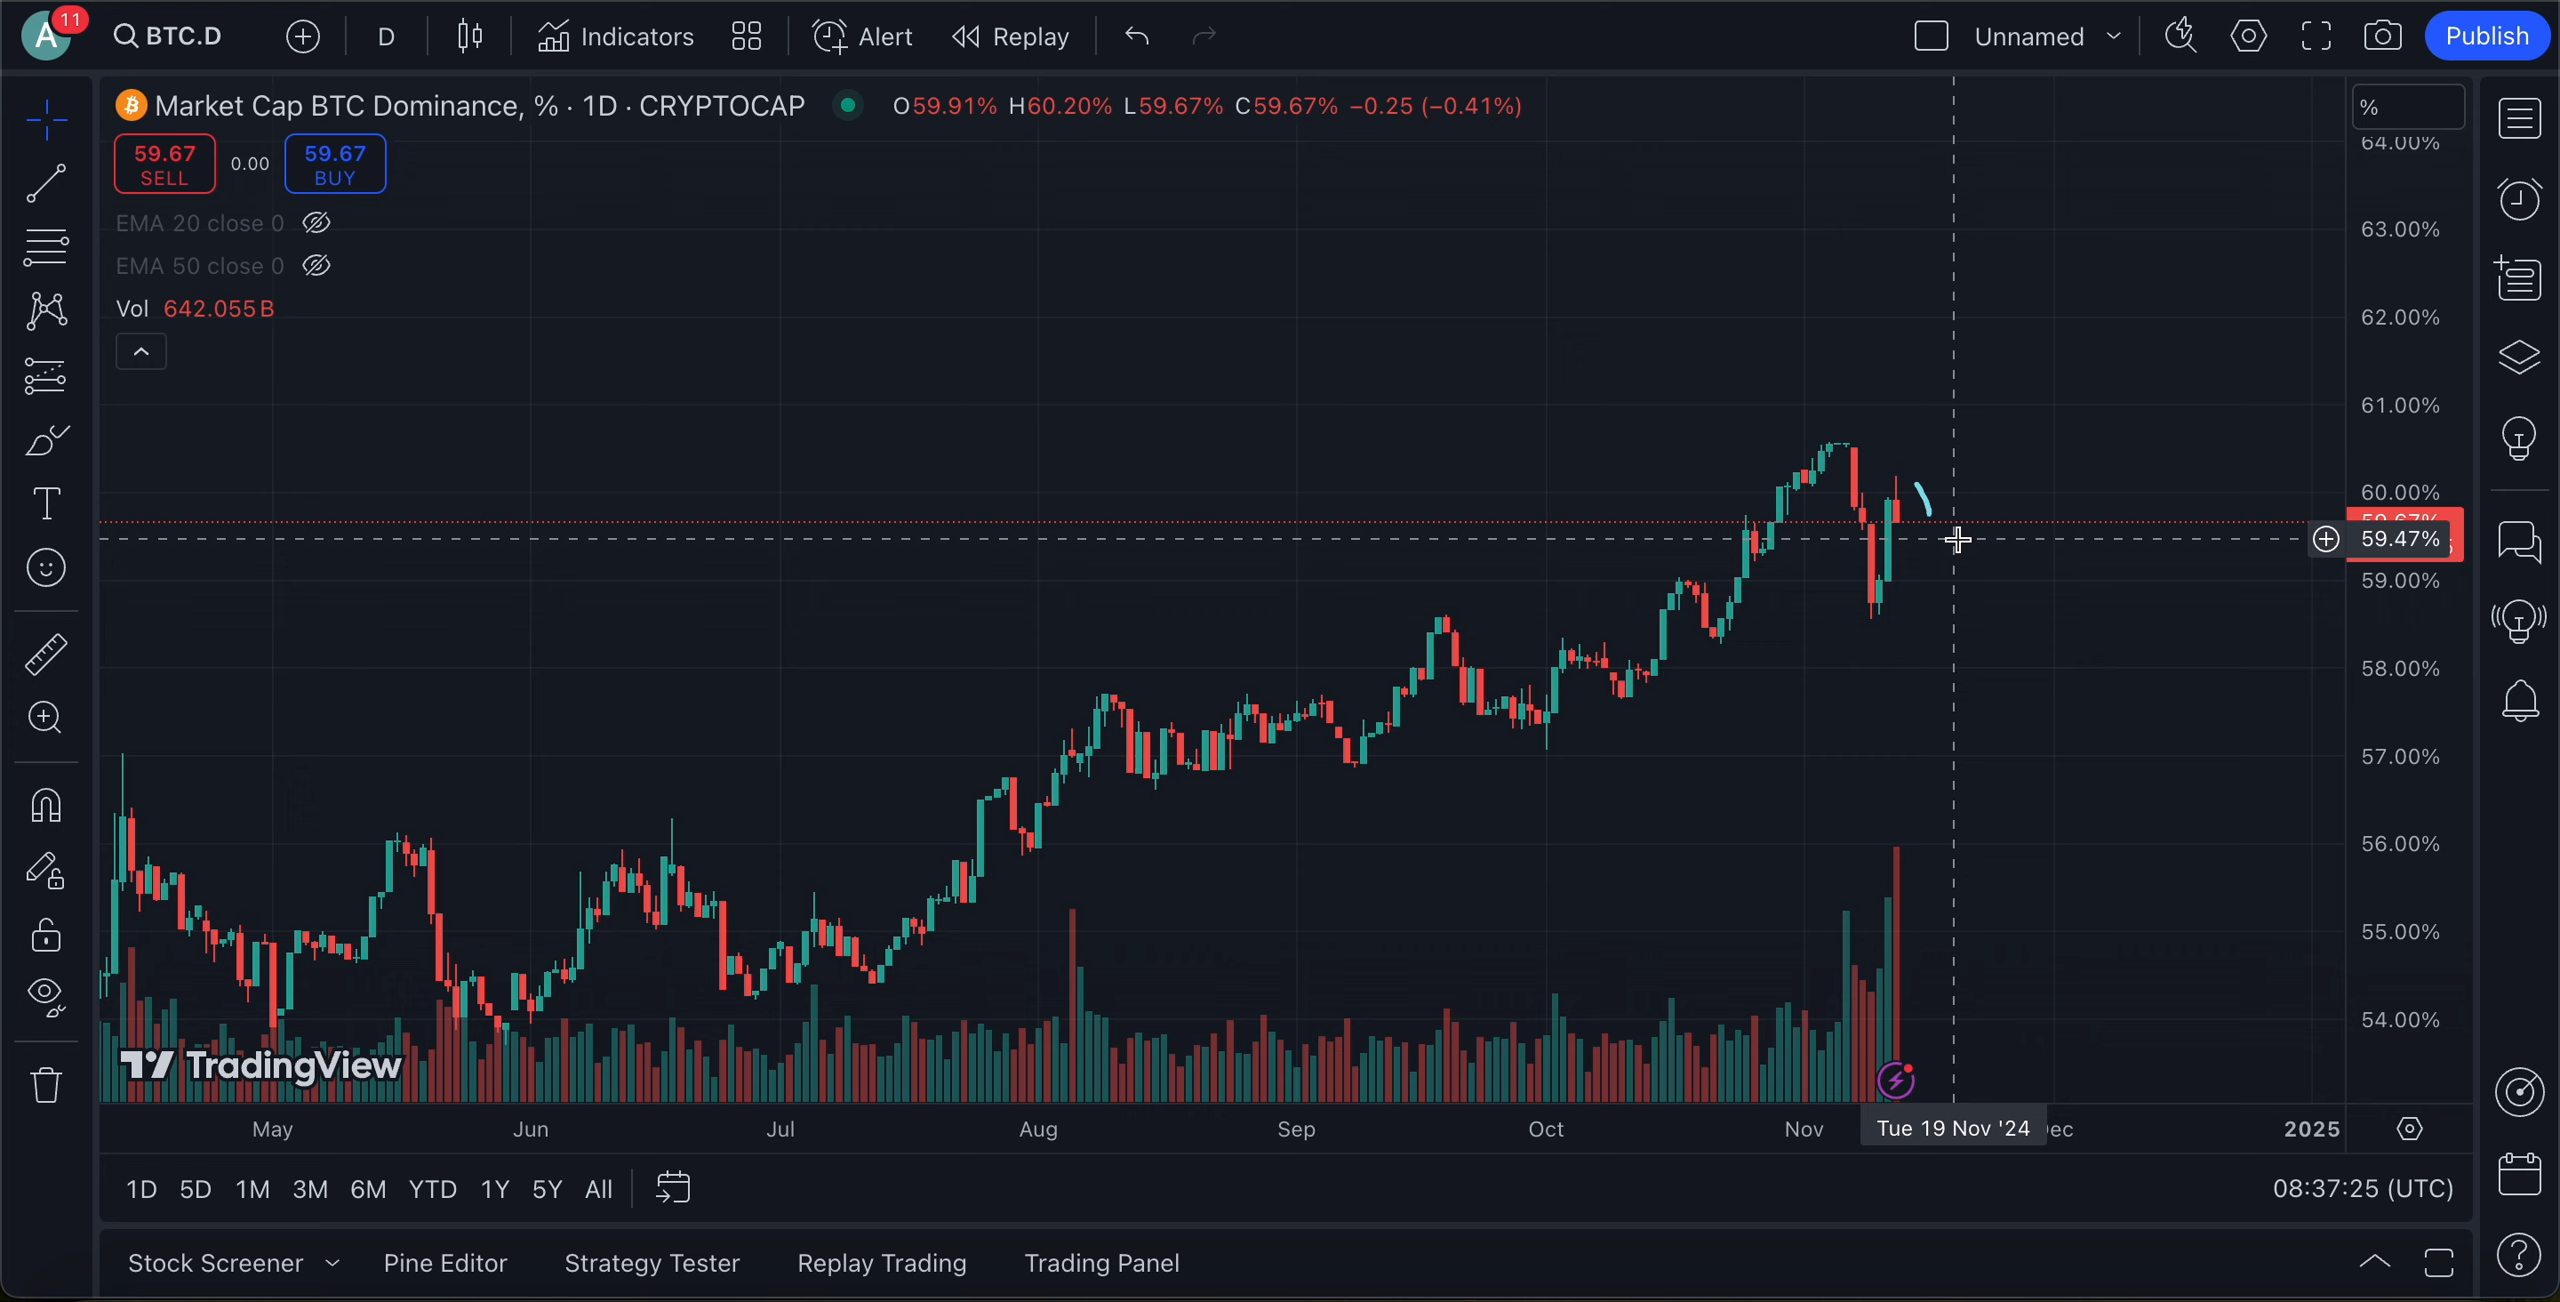 A 11 BTC.D D Indicators Alert Replay Unnamed Publish
Market Cap BTC Dominance, % · 1D · CRYPTOCAP O59.91% H60.20% L59.67% C59.67% −0.25 (−0.41%)
59.67 SELL 0.00 59.67 BUY
EMA 20 close 0
EMA 50 close 0
Vol 642.055B
%
64.00%
63.00%
62.00%
61.00%
60.00%
59.67%
59.47%
59.00%
58.00%
57.00%
56.00%
55.00%
54.00%
TradingView
May Jun Jul Aug Sep Oct Nov Tue 19 Nov '24 2025
1D 5D 1M 3M 6M YTD 1Y 5Y All 08:37:25 (UTC)
Stock Screener Pine Editor Strategy Tester Replay Trading Trading Panel